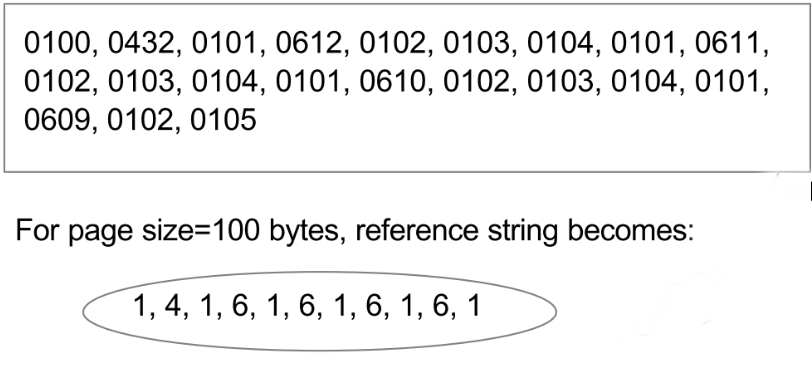 0100, 0432, 0101, 0612, 0102, 0103, 0104, 0101, 0611,
0102, 0103, 0104, 0101, 0610, 0102, 0103, 0104, 0101,
0609, 0102, 0105
For page size=100 bytes, reference string becomes:
1, 4, 1, 6, 1, 6, 1, 6, 1, 6, 1